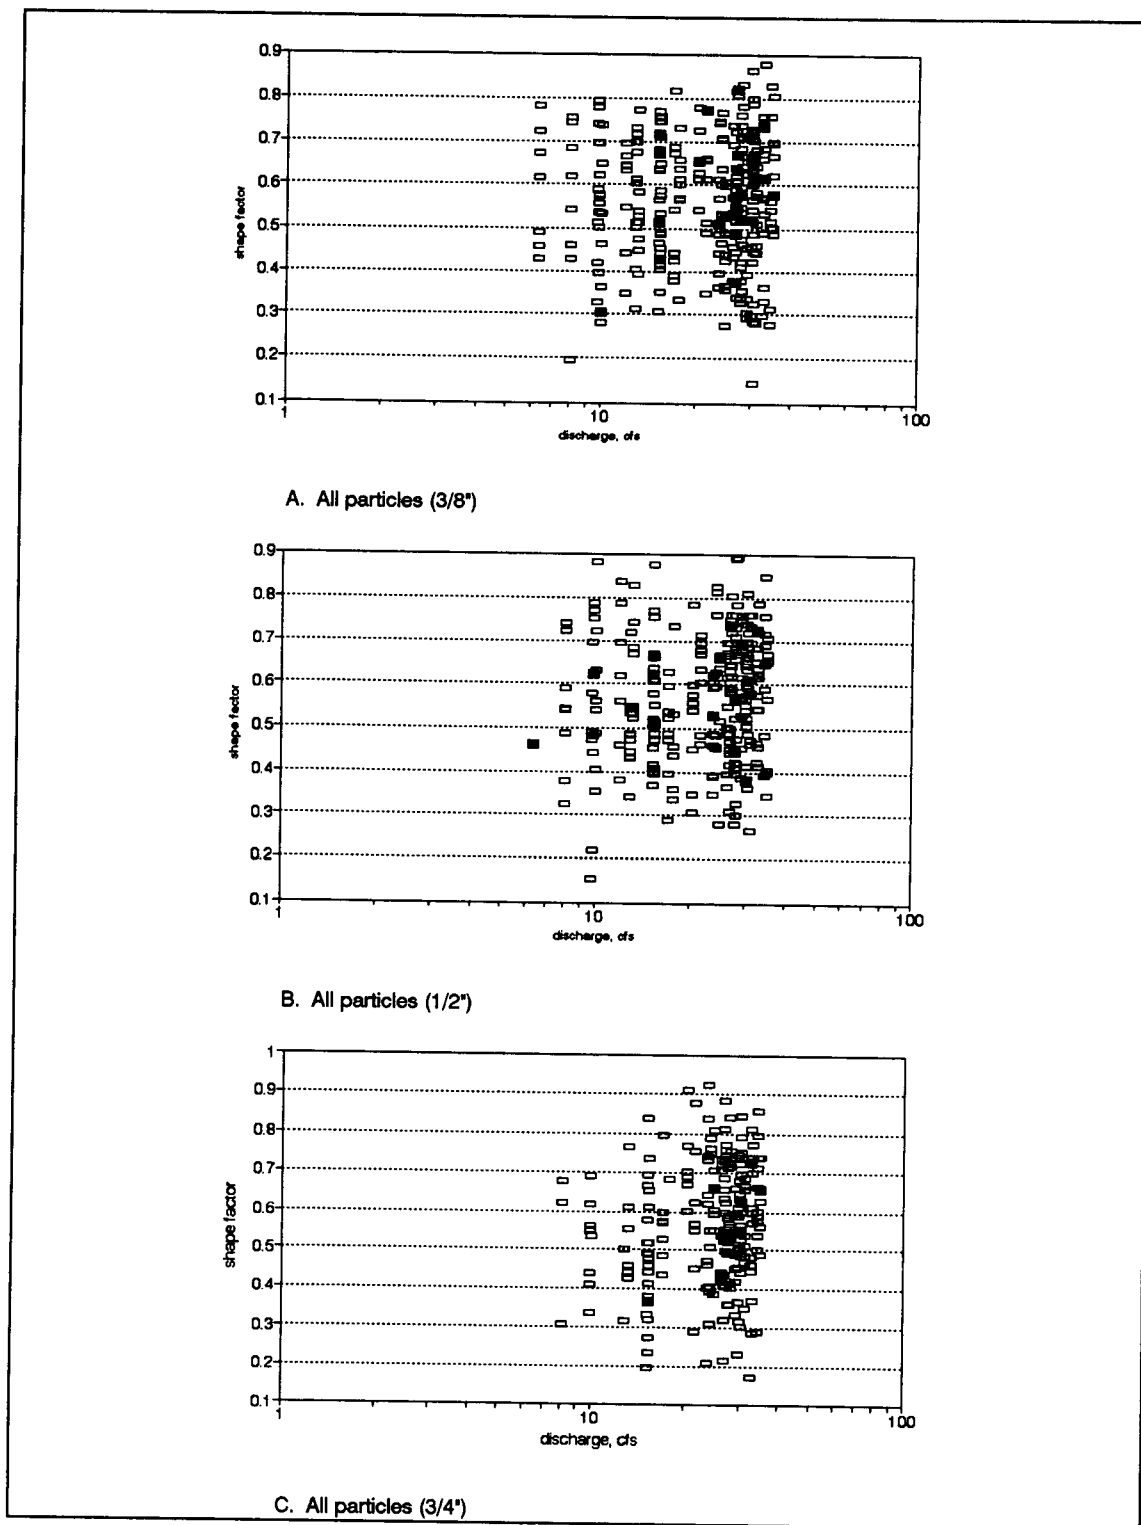 0.9
0.8
0.7
0.6
0.5
0.4
0.3
0.2
0.1
shape factor
1 10 100
discharge, cfs
A. All particles (3/8")
0.9
0.8
0.7
0.6
0.5
0.4
0.3
0.2
0.1
shape factor
1 10 100
discharge, cfs
B. All particles (1/2")
1
0.9
0.8
0.7
0.6
0.5
0.4
0.3
0.2
0.1
shape factor
1 10 100
discharge, cfs
C. All particles (3/4")